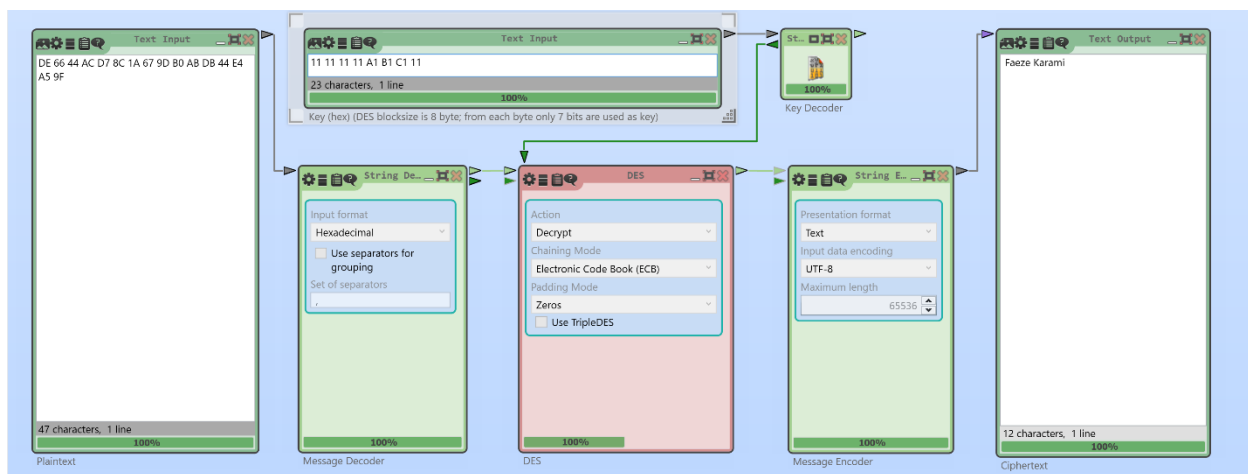 Text Input
DE 66 44 AC D7 8C 1A 67 9D B0 AB DB 44 E4
A5 9F
47 characters, 1 line
100%
Plaintext
Text Input
11 11 11 11 A1 B1 C1 11
23 characters, 1 line
100%
Key (hex) (DES blocksize is 8 byte; from each byte only 7 bits are used as key)
St..
100%
Key Decoder
String De…
Input format
Hexadecimal
Use separators for
grouping
Set of separators
,
100%
Message Decoder
DES
Action
Decrypt
Chaining Mode
Electronic Code Book (ECB)
Padding Mode
Zeros
Use TripleDES
100%
DES
String E…
Presentation format
Text
Input data encoding
UTF-8
Maximum length
65536
100%
Message Encoder
Text Output
Faeze Karami
12 characters, 1 line
100%
Ciphertext